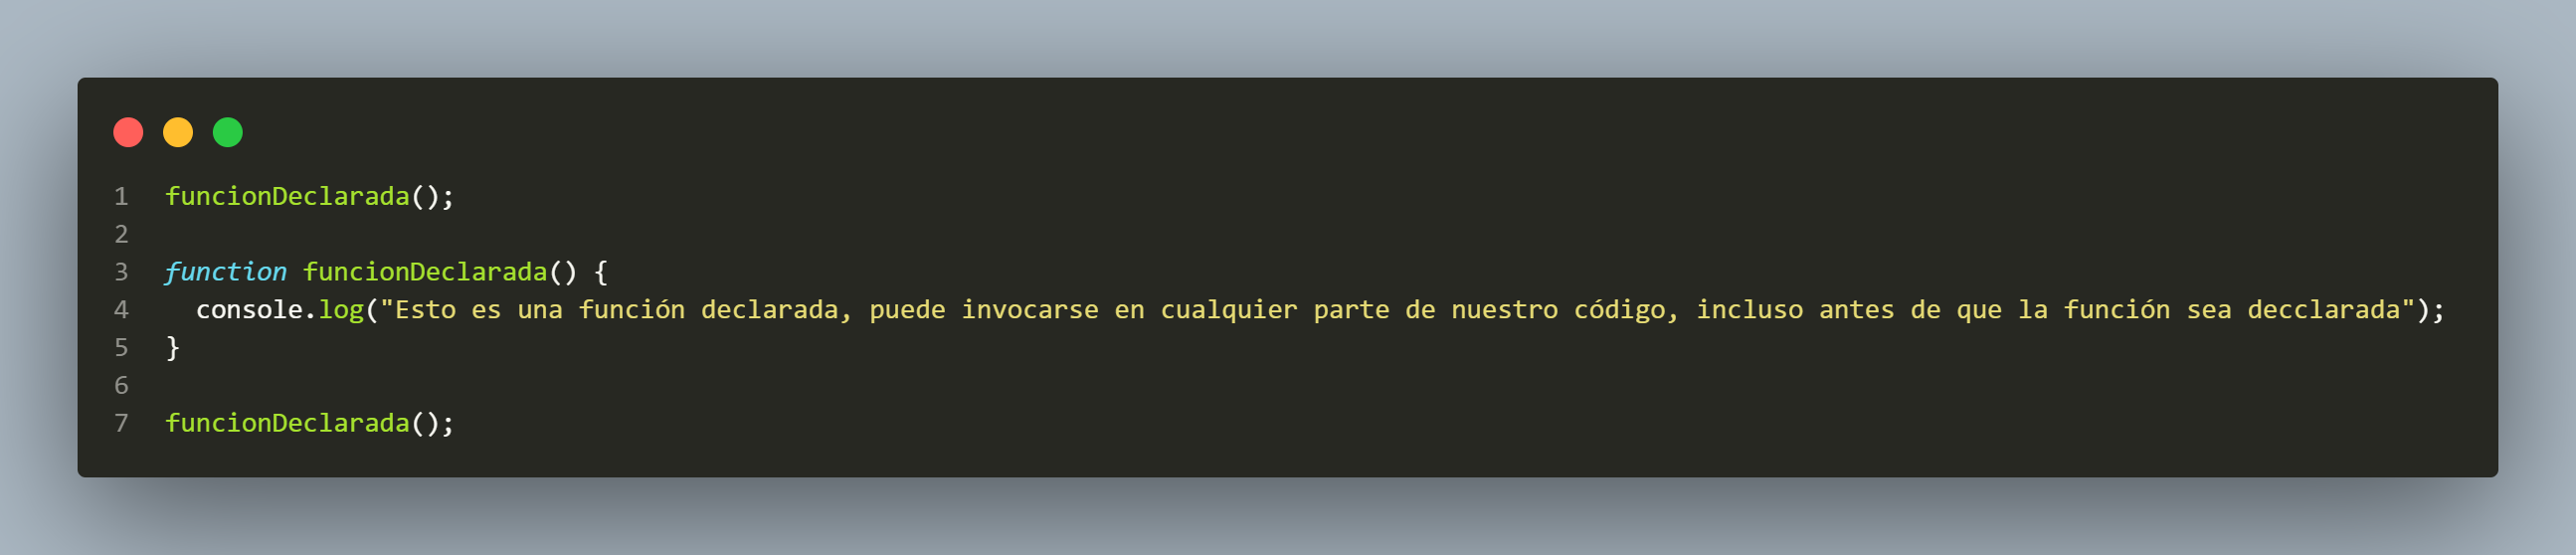 1 funcionDeclarada();
2
3 function funcionDeclarada() {
4   console.log("Esto es una función declarada, puede invocarse en cualquier parte de nuestro código, incluso antes de que la función sea decclarada");
5 }
6
7 funcionDeclarada();